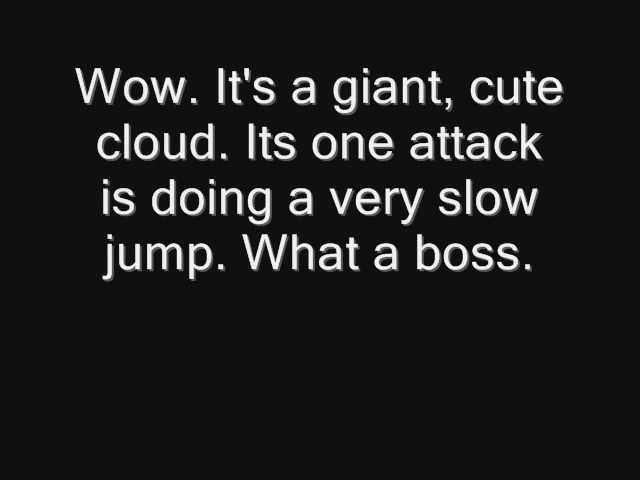 Wow. It's a giant, cute
cloud. Its one attack
is doing a very slow
jump. What a boss.